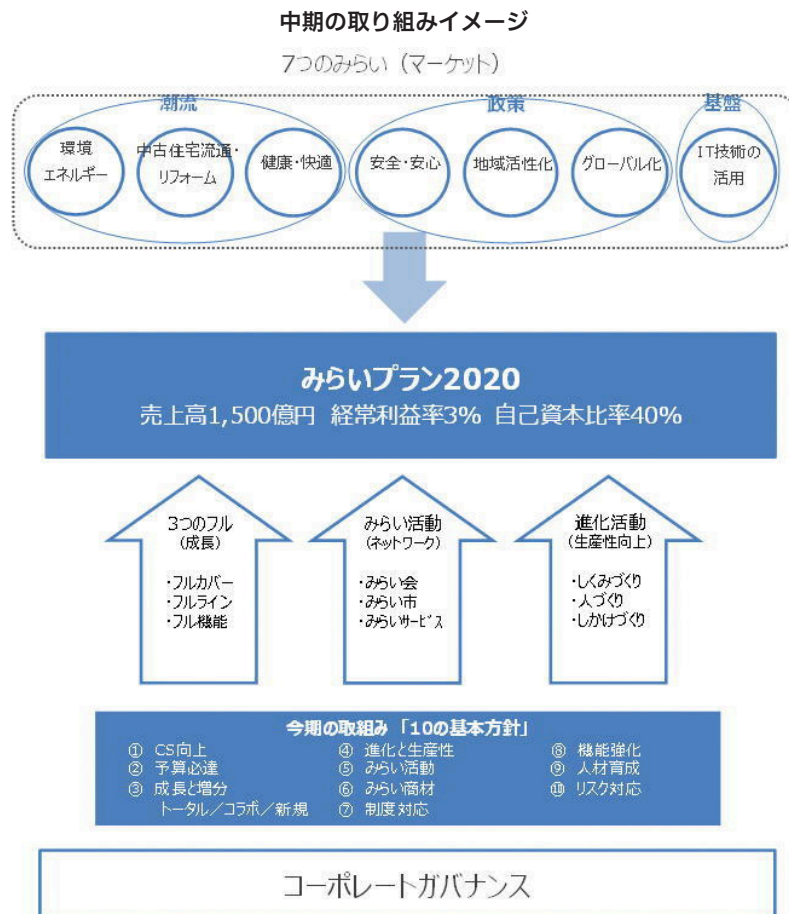 中期の取り組みイメージ
7つのみらい（マーケット）
潮流
政策
基盤
環境
エネルギー
中古住宅流通・
リフォーム
健康・快適
安全・安心
地域活性化
グローバル化
IT技術の
活用
みらいプラン2020
売上高1,500億円 経常利益率3% 自己資本比率40%
3つのフル
(成長)
・フルカバー
・フルライン
・フル機能
みらい活動
(ネットワーク)
・みらい会
・みらい市
・みらいサービス
進化活動
(生産性向上)
・しくみづくり
・人づくり
・しかけづくり
今期の取組み「10の基本方針」
① CS向上
② 予算必達
③ 成長と増分
トータル／コラボ／新規
④ 進化と生産性
⑤ みらい活動
⑥ みらい商材
⑦ 制度対応
⑧ 機能強化
⑨ 人材育成
⑩ リスク対応
コーポレートガバナンス